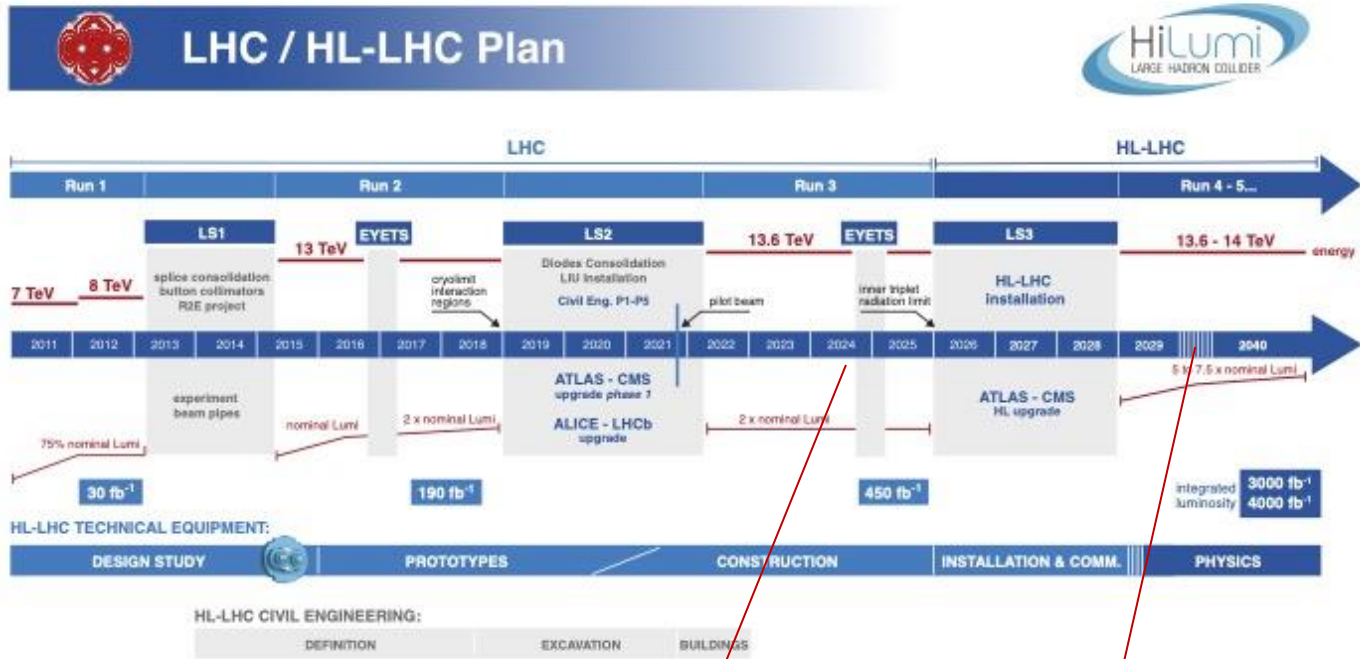 LHC / HL-LHC Plan
HiLumi
LARGE HADRON COLLIDER
LHC
HL-LHC
Run 1
Run 2
Run 3
Run 4 - 5...
LS1
EYETS
LS2
EYETS
LS3
7 TeV
8 TeV
13 TeV
13.6 TeV
13.6 - 14 TeV
energy
splice consolidation
button collimators
R2E project
cryolimit
interaction
regions
Diodes Consolidation
LIU Installation
Civil Eng. P1-P5
pilot beam
inner triplet
radiation limit
HL-LHC
installation
2011 2012 2013 2014 2015 2016 2017 2018 2019 2020 2021 2022 2023 2024 2025 2026 2027 2028 2029 2040
5 to 7.5 x nominal Lumi
experiment
beam pipes
ATLAS - CMS
upgrade phase 1
ALICE - LHCb
upgrade
ATLAS - CMS
HL upgrade
75% nominal Lumi
nominal Lumi
2 x nominal Lumi
2 x nominal Lumi
30 fb⁻¹
190 fb⁻¹
450 fb⁻¹
integrated
luminosity
3000 fb⁻¹
4000 fb⁻¹
HL-LHC TECHNICAL EQUIPMENT:
DESIGN STUDY
PROTOTYPES
CONSTRUCTION
INSTALLATION & COMM.
PHYSICS
HL-LHC CIVIL ENGINEERING:
DEFINITION
EXCAVATION
BUILDINGS